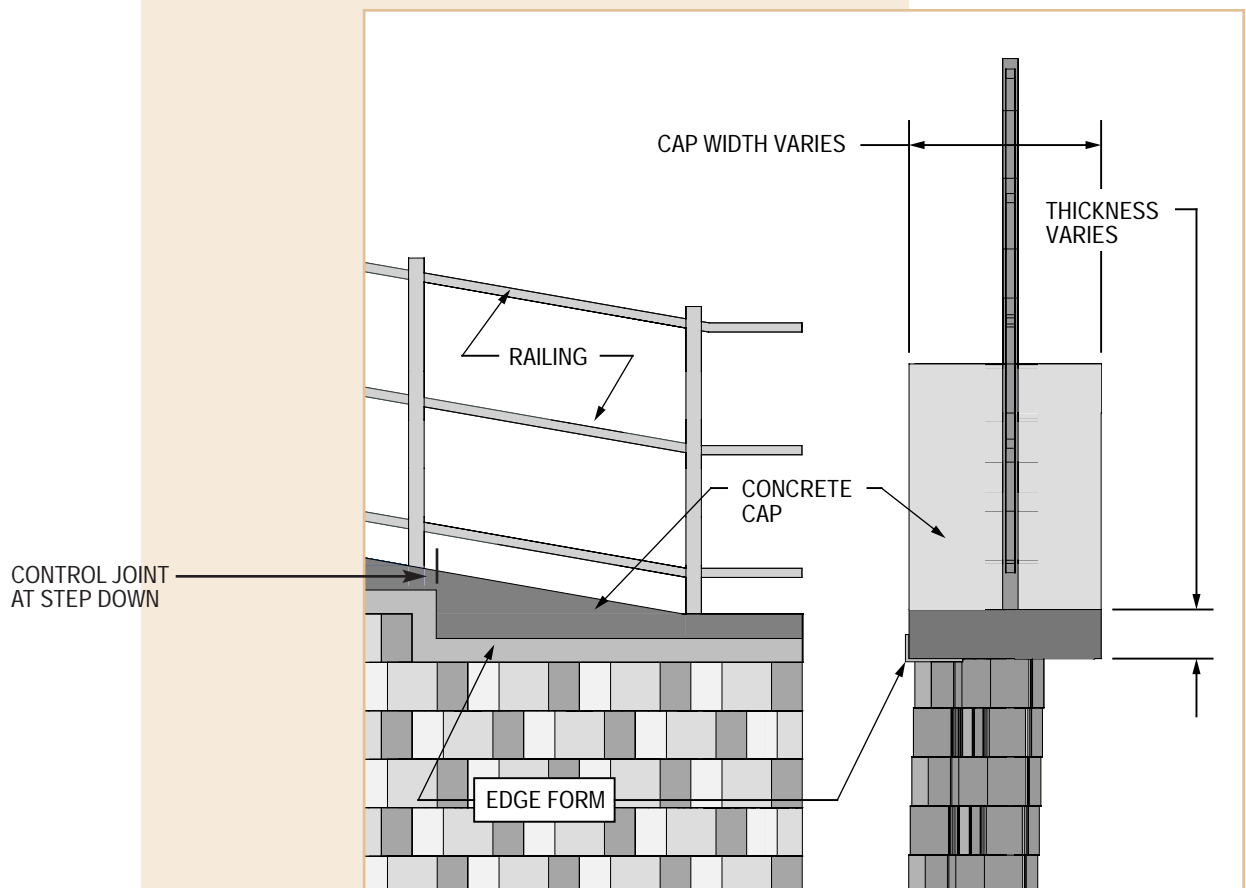 CAP WIDTH VARIES
THICKNESS
VARIES
RAILING
CONCRETE
CAP
CONTROL JOINT
AT STEP DOWN
EDGE FORM